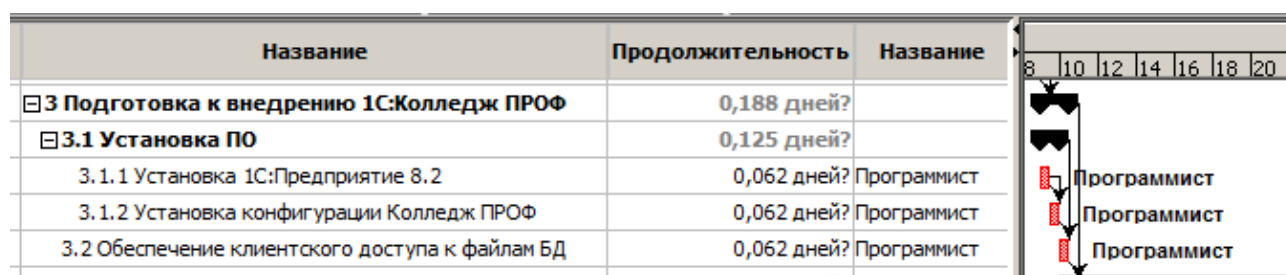 Название Продолжительность Название
8 10 12 14 16 18 20
3 Подготовка к внедрению 1С:Колледж ПРОФ 0,188 дней?
3.1 Установка ПО 0,125 дней?
3.1.1 Установка 1С:Предприятие 8.2 0,062 дней? Программист Программист
3.1.2 Установка конфигурации Колледж ПРОФ 0,062 дней? Программист Программист
3.2 Обеспечение клиентского доступа к файлам БД 0,062 дней? Программист Программист